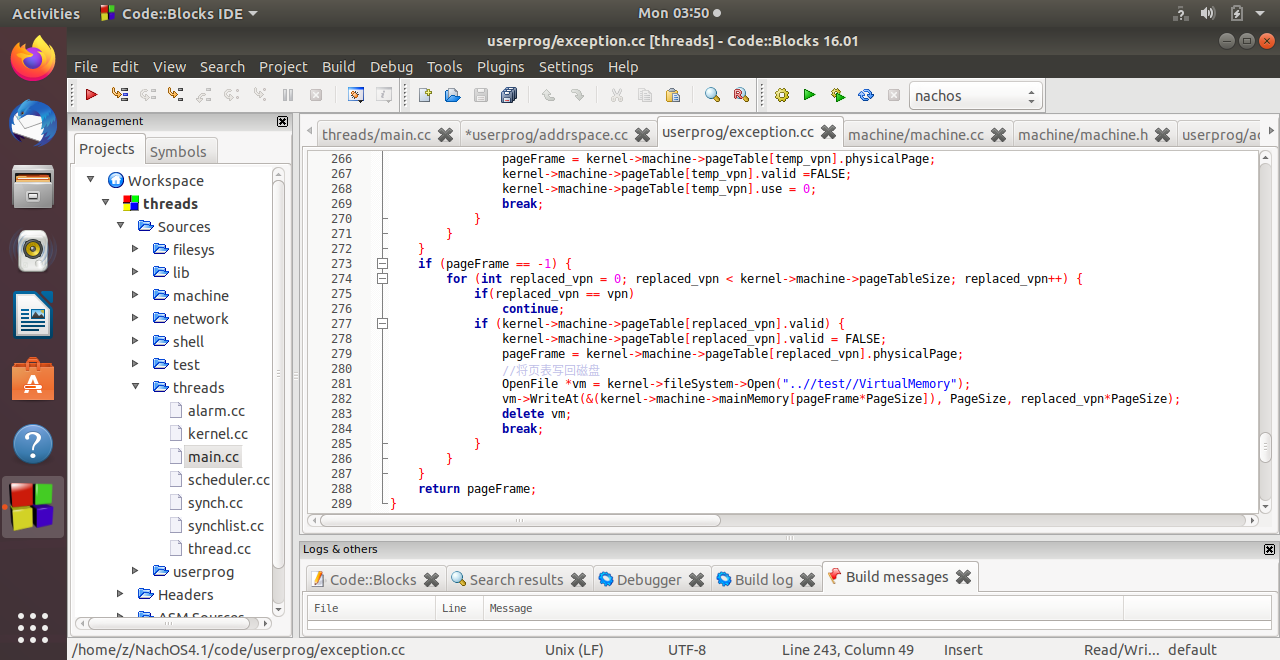 Activities
Code::Blocks IDE
Mon 03:50
userprog/exception.cc [threads] - Code::Blocks 16.01
File Edit View Search Project Build Debug Tools Plugins Settings Help
nachos
Management
Projects
Symbols
Workspace
threads
Sources
filesys
lib
machine
network
shell
test
threads
alarm.cc
kernel.cc
main.cc
scheduler.cc
synch.cc
synchlist.cc
thread.cc
userprog
Headers
ASM Sources
threads/main.cc
*userprog/addrspace.cc
userprog/exception.cc
machine/machine.cc
machine/machine.h
userprog/ad
266 pageFrame = kernel->machine->pageTable[temp_vpn].physicalPage;
267 kernel->machine->pageTable[temp_vpn].valid =FALSE;
268 kernel->machine->pageTable[temp_vpn].use = 0;
269 break;
270 }
271 }
272 }
273 if (pageFrame == -1) {
274 for (int replaced_vpn = 0; replaced_vpn < kernel->machine->pageTableSize; replaced_vpn++) {
275 if(replaced_vpn == vpn)
276 continue;
277 if (kernel->machine->pageTable[replaced_vpn].valid) {
278 kernel->machine->pageTable[replaced_vpn].valid = FALSE;
279 pageFrame = kernel->machine->pageTable[replaced_vpn].physicalPage;
280 //将页表写回磁盘
281 OpenFile *vm = kernel->fileSystem->Open("..//test//VirtualMemory");
282 vm->WriteAt(&(kernel->machine->mainMemory[pageFrame*PageSize]), PageSize, replaced_vpn*PageSize);
283 delete vm;
284 break;
285 }
286 }
287 }
288 return pageFrame;
289 }
Logs & others
Code::Blocks
Search results
Debugger
Build log
Build messages
File Line Message
/home/z/NachOS4.1/code/userprog/exception.cc Unix (LF) UTF-8 Line 243, Column 49 Insert Read/Wri... default